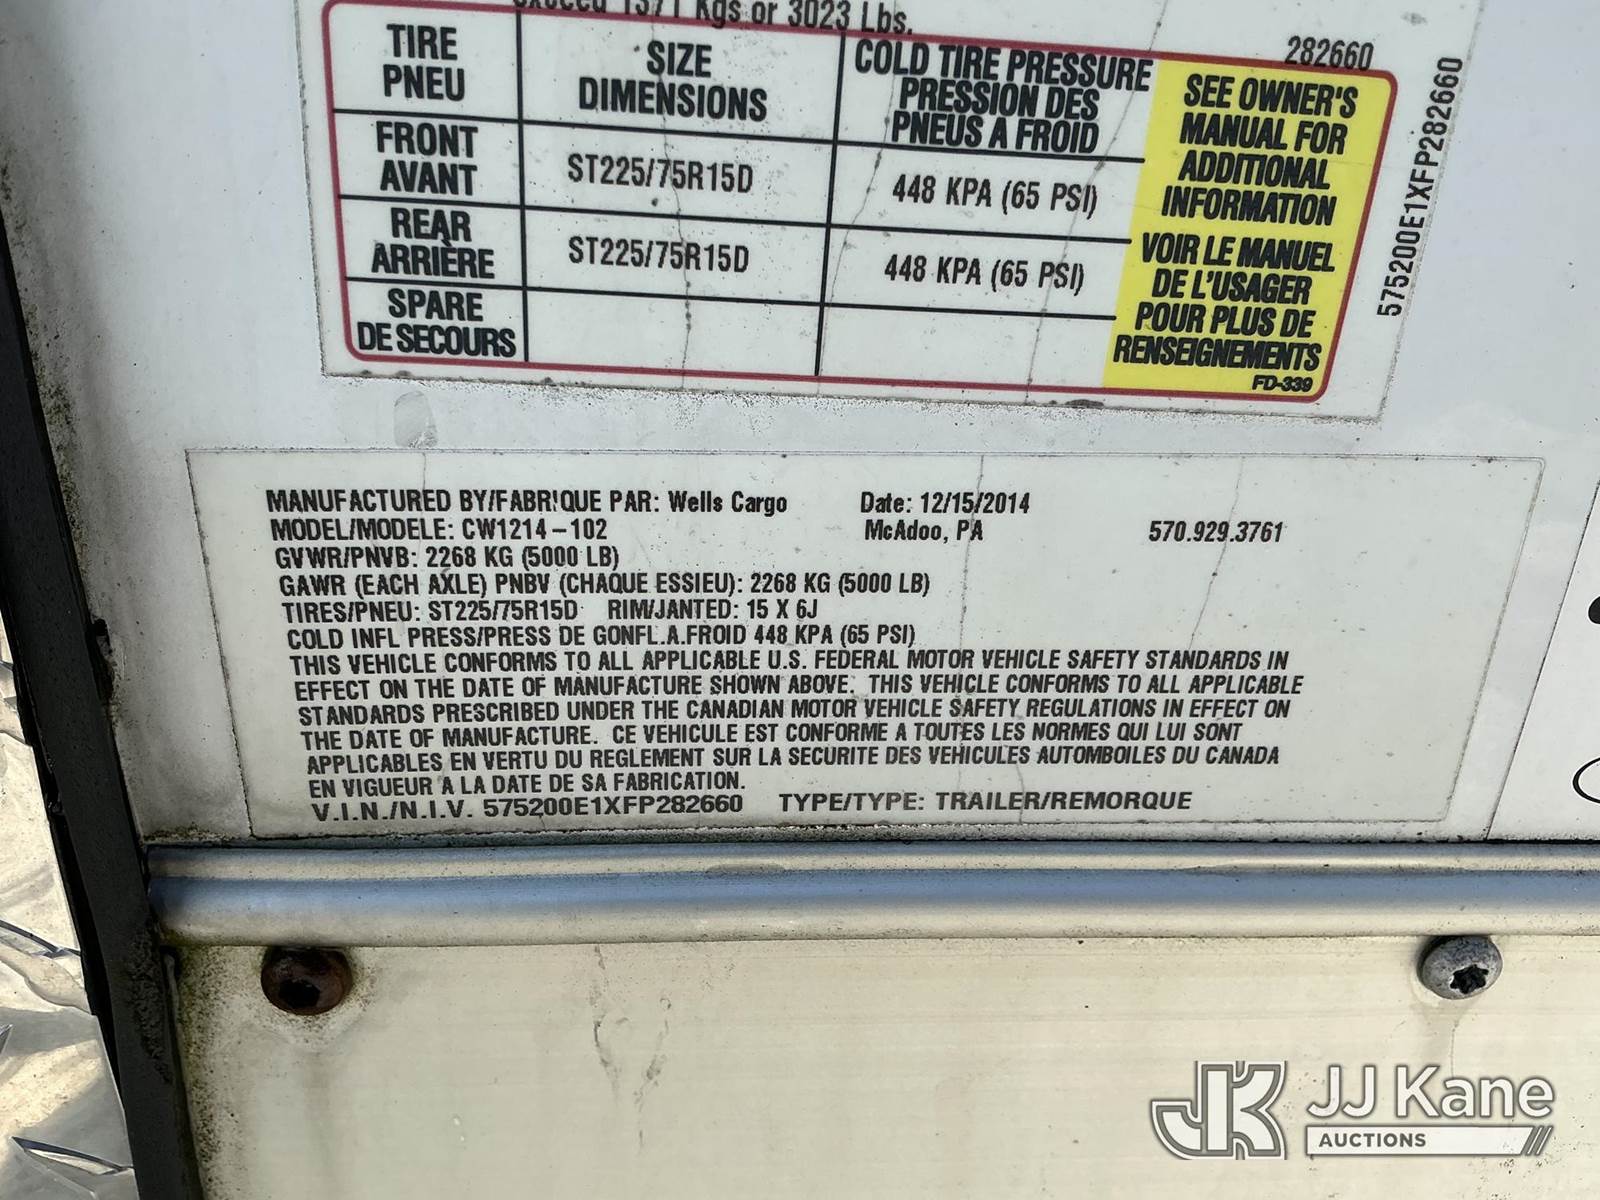 exceed 1371 Kgs or 3023 Lbs.
282660
TIRE
PNEU
SIZE
DIMENSIONS
COLD TIRE PRESSURE
PRESSION DES
PNEUS A FROID
FRONT
AVANT
ST225/75R15D
448 KPA (65 PSI)
REAR
ARRIÈRE
ST225/75R15D
448 KPA (65 PSI)
SPARE
DE SECOURS
SEE OWNER'S
MANUAL FOR
ADDITIONAL
INFORMATION
VOIR LE MANUEL
DE L'USAGER
POUR PLUS DE
RENSEIGNEMENTS
FD-339
575200E1XFP282660
MANUFACTURED BY/FABRIQUE PAR: Wells Cargo Date: 12/15/2014
MODEL/MODELE: CW1214-102 McAdoo, PA 570.929.3761
GVWR/PNVB: 2268 KG (5000 LB)
GAWR (EACH AXLE) PNBV (CHAQUE ESSIEU): 2268 KG (5000 LB)
TIRES/PNEU: ST225/75R15D RIM/JANTED: 15 X 6J
COLD INFL PRESS/PRESS DE GONFL.A.FROID 448 KPA (65 PSI)
THIS VEHICLE CONFORMS TO ALL APPLICABLE U.S. FEDERAL MOTOR VEHICLE SAFETY STANDARDS IN
EFFECT ON THE DATE OF MANUFACTURE SHOWN ABOVE. THIS VEHICLE CONFORMS TO ALL APPLICABLE
STANDARDS PRESCRIBED UNDER THE CANADIAN MOTOR VEHICLE SAFETY REGULATIONS IN EFFECT ON
THE DATE OF MANUFACTURE. CE VEHICULE EST CONFORME A TOUTES LES NORMES QUI LUI SONT
APPLICABLES EN VERTU DU REGLEMENT SUR LA SECURITE DES VEHICULES AUTOMBOILES DU CANADA
EN VIGUEUR A LA DATE DE SA FABRICATION.
V.I.N./N.I.V. 575200E1XFP282660 TYPE/TYPE: TRAILER/REMORQUE
JK JJ Kane
AUCTIONS